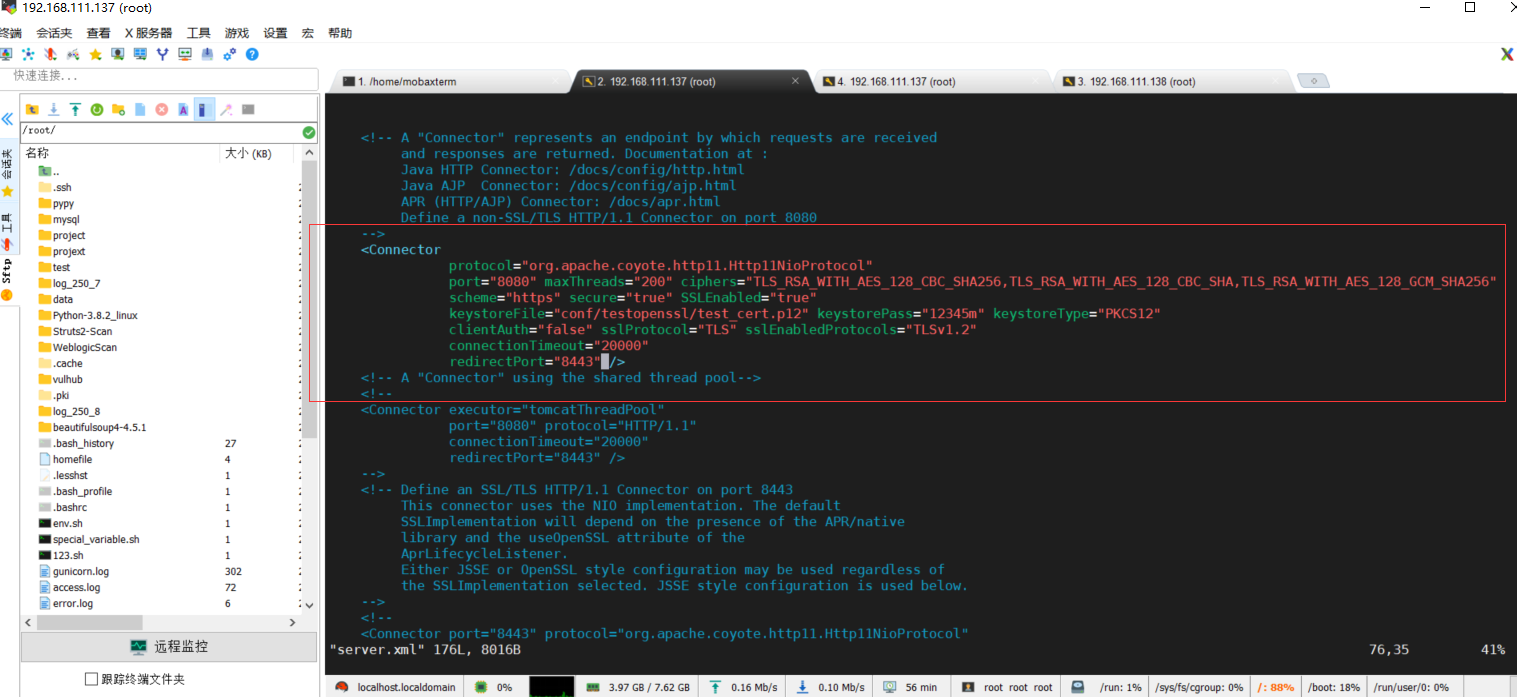 192.168.111.137 (root)
终端 会话夹 查看 X 服务器 工具 游戏 设置 宏 帮助
快速连接...
1. /home/mobaxterm
2. 192.168.111.137 (root)
4. 192.168.111.137 (root)
3. 192.168.111.138 (root)
会话夹
工具
Sftp
/root/
名称 大小 (KB)
..
.ssh
pypy
mysql
project
projext
test
log_250_7
data
Python-3.8.2_linux
Struts2-Scan
WeblogicScan
.cache
vulhub
.pki
log_250_8
beautifulsoup4-4.5.1
.bash_history 27
homefile 4
.lesshst 1
.bash_profile 1
.bashrc 1
env.sh 1
special_variable.sh 1
123.sh 1
gunicorn.log 302
access.log 72
error.log 6
远程监控
跟踪终端文件夹
<!-- A "Connector" represents an endpoint by which requests are received
and responses are returned. Documentation at :
Java HTTP Connector: /docs/config/http.html
Java AJP  Connector: /docs/config/ajp.html
APR (HTTP/AJP) Connector: /docs/apr.html
Define a non-SSL/TLS HTTP/1.1 Connector on port 8080
-->
<Connector
protocol="org.apache.coyote.http11.Http11NioProtocol"
port="8080" maxThreads="200" ciphers="TLS_RSA_WITH_AES_128_CBC_SHA256,TLS_RSA_WITH_AES_128_CBC_SHA,TLS_RSA_WITH_AES_128_GCM_SHA256"
scheme="https" secure="true" SSLEnabled="true"
keystoreFile="conf/testopenssl/test_cert.p12" keystorePass="12345m" keystoreType="PKCS12"
clientAuth="false" sslProtocol="TLS" sslEnabledProtocols="TLSv1.2"
connectionTimeout="20000"
redirectPort="8443" />
<!-- A "Connector" using the shared thread pool-->
<!--
<Connector executor="tomcatThreadPool"
port="8080" protocol="HTTP/1.1"
connectionTimeout="20000"
redirectPort="8443" />
-->
<!-- Define an SSL/TLS HTTP/1.1 Connector on port 8443
This connector uses the NIO implementation. The default
SSLImplementation will depend on the presence of the APR/native
library and the useOpenSSL attribute of the
AprLifecycleListener.
Either JSSE or OpenSSL style configuration may be used regardless of
the SSLImplementation selected. JSSE style configuration is used below.
-->
<!--
<Connector port="8443" protocol="org.apache.coyote.http11.Http11NioProtocol"
"server.xml" 176L, 8016B 76,35 41%
localhost.localdomain 0% 3.97 GB / 7.62 GB 0.16 Mb/s 0.10 Mb/s 56 min root root root /run: 1% /sys/fs/cgroup: 0% /: 88% /boot: 18% /run/user/0: 0%